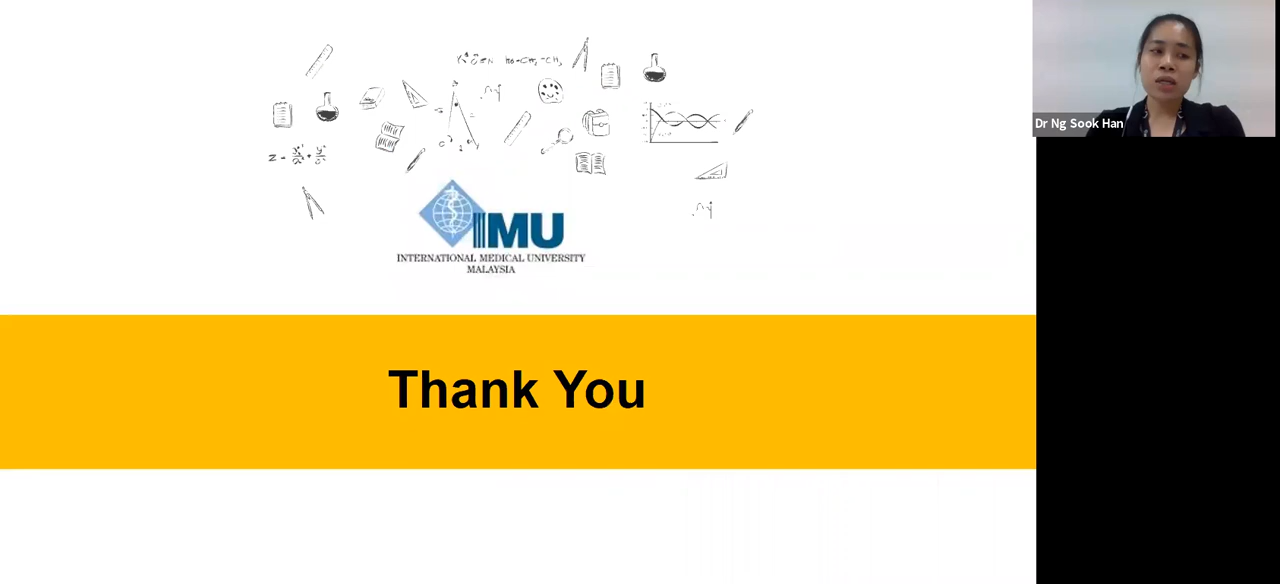 IMU
INTERNATIONAL MEDICAL UNIVERSITY
MALAYSIA
Thank You
Dr Ng Sook Han